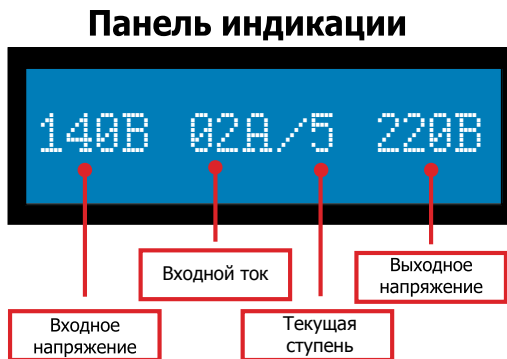 Панель индикации
140В 02А/5 220В
Входной ток
Выходное
напряжение
Входное
напряжение
Текущая
ступень